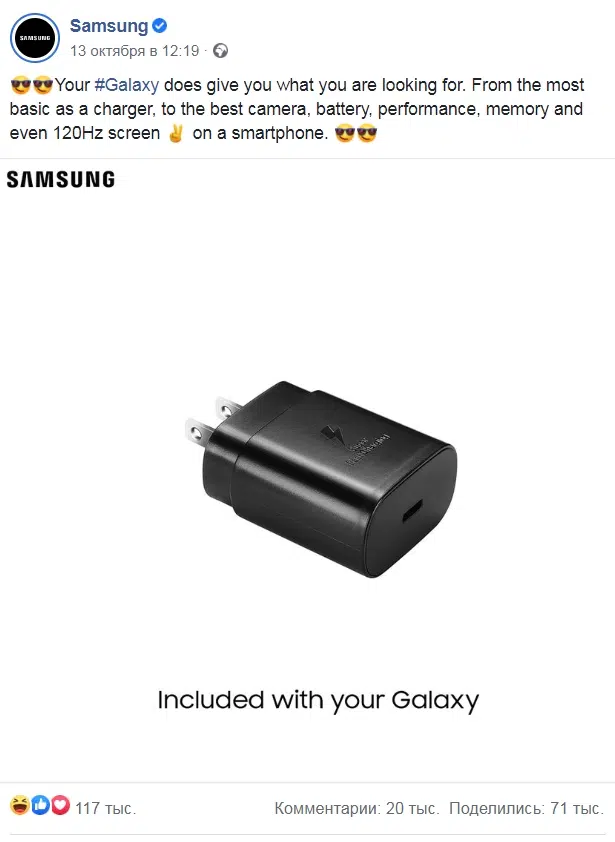 SAMSUNG
Samsung
13 октября в 12:19 ·
😎😎Your #Galaxy does give you what you are looking for. From the most
basic as a charger, to the best camera, battery, performance, memory and
even 120Hz screen ✌ on a smartphone. 😎😎
SAMSUNG
Included with your Galaxy
117 тыс. Комментарии: 20 тыс. Поделились: 71 тыс.